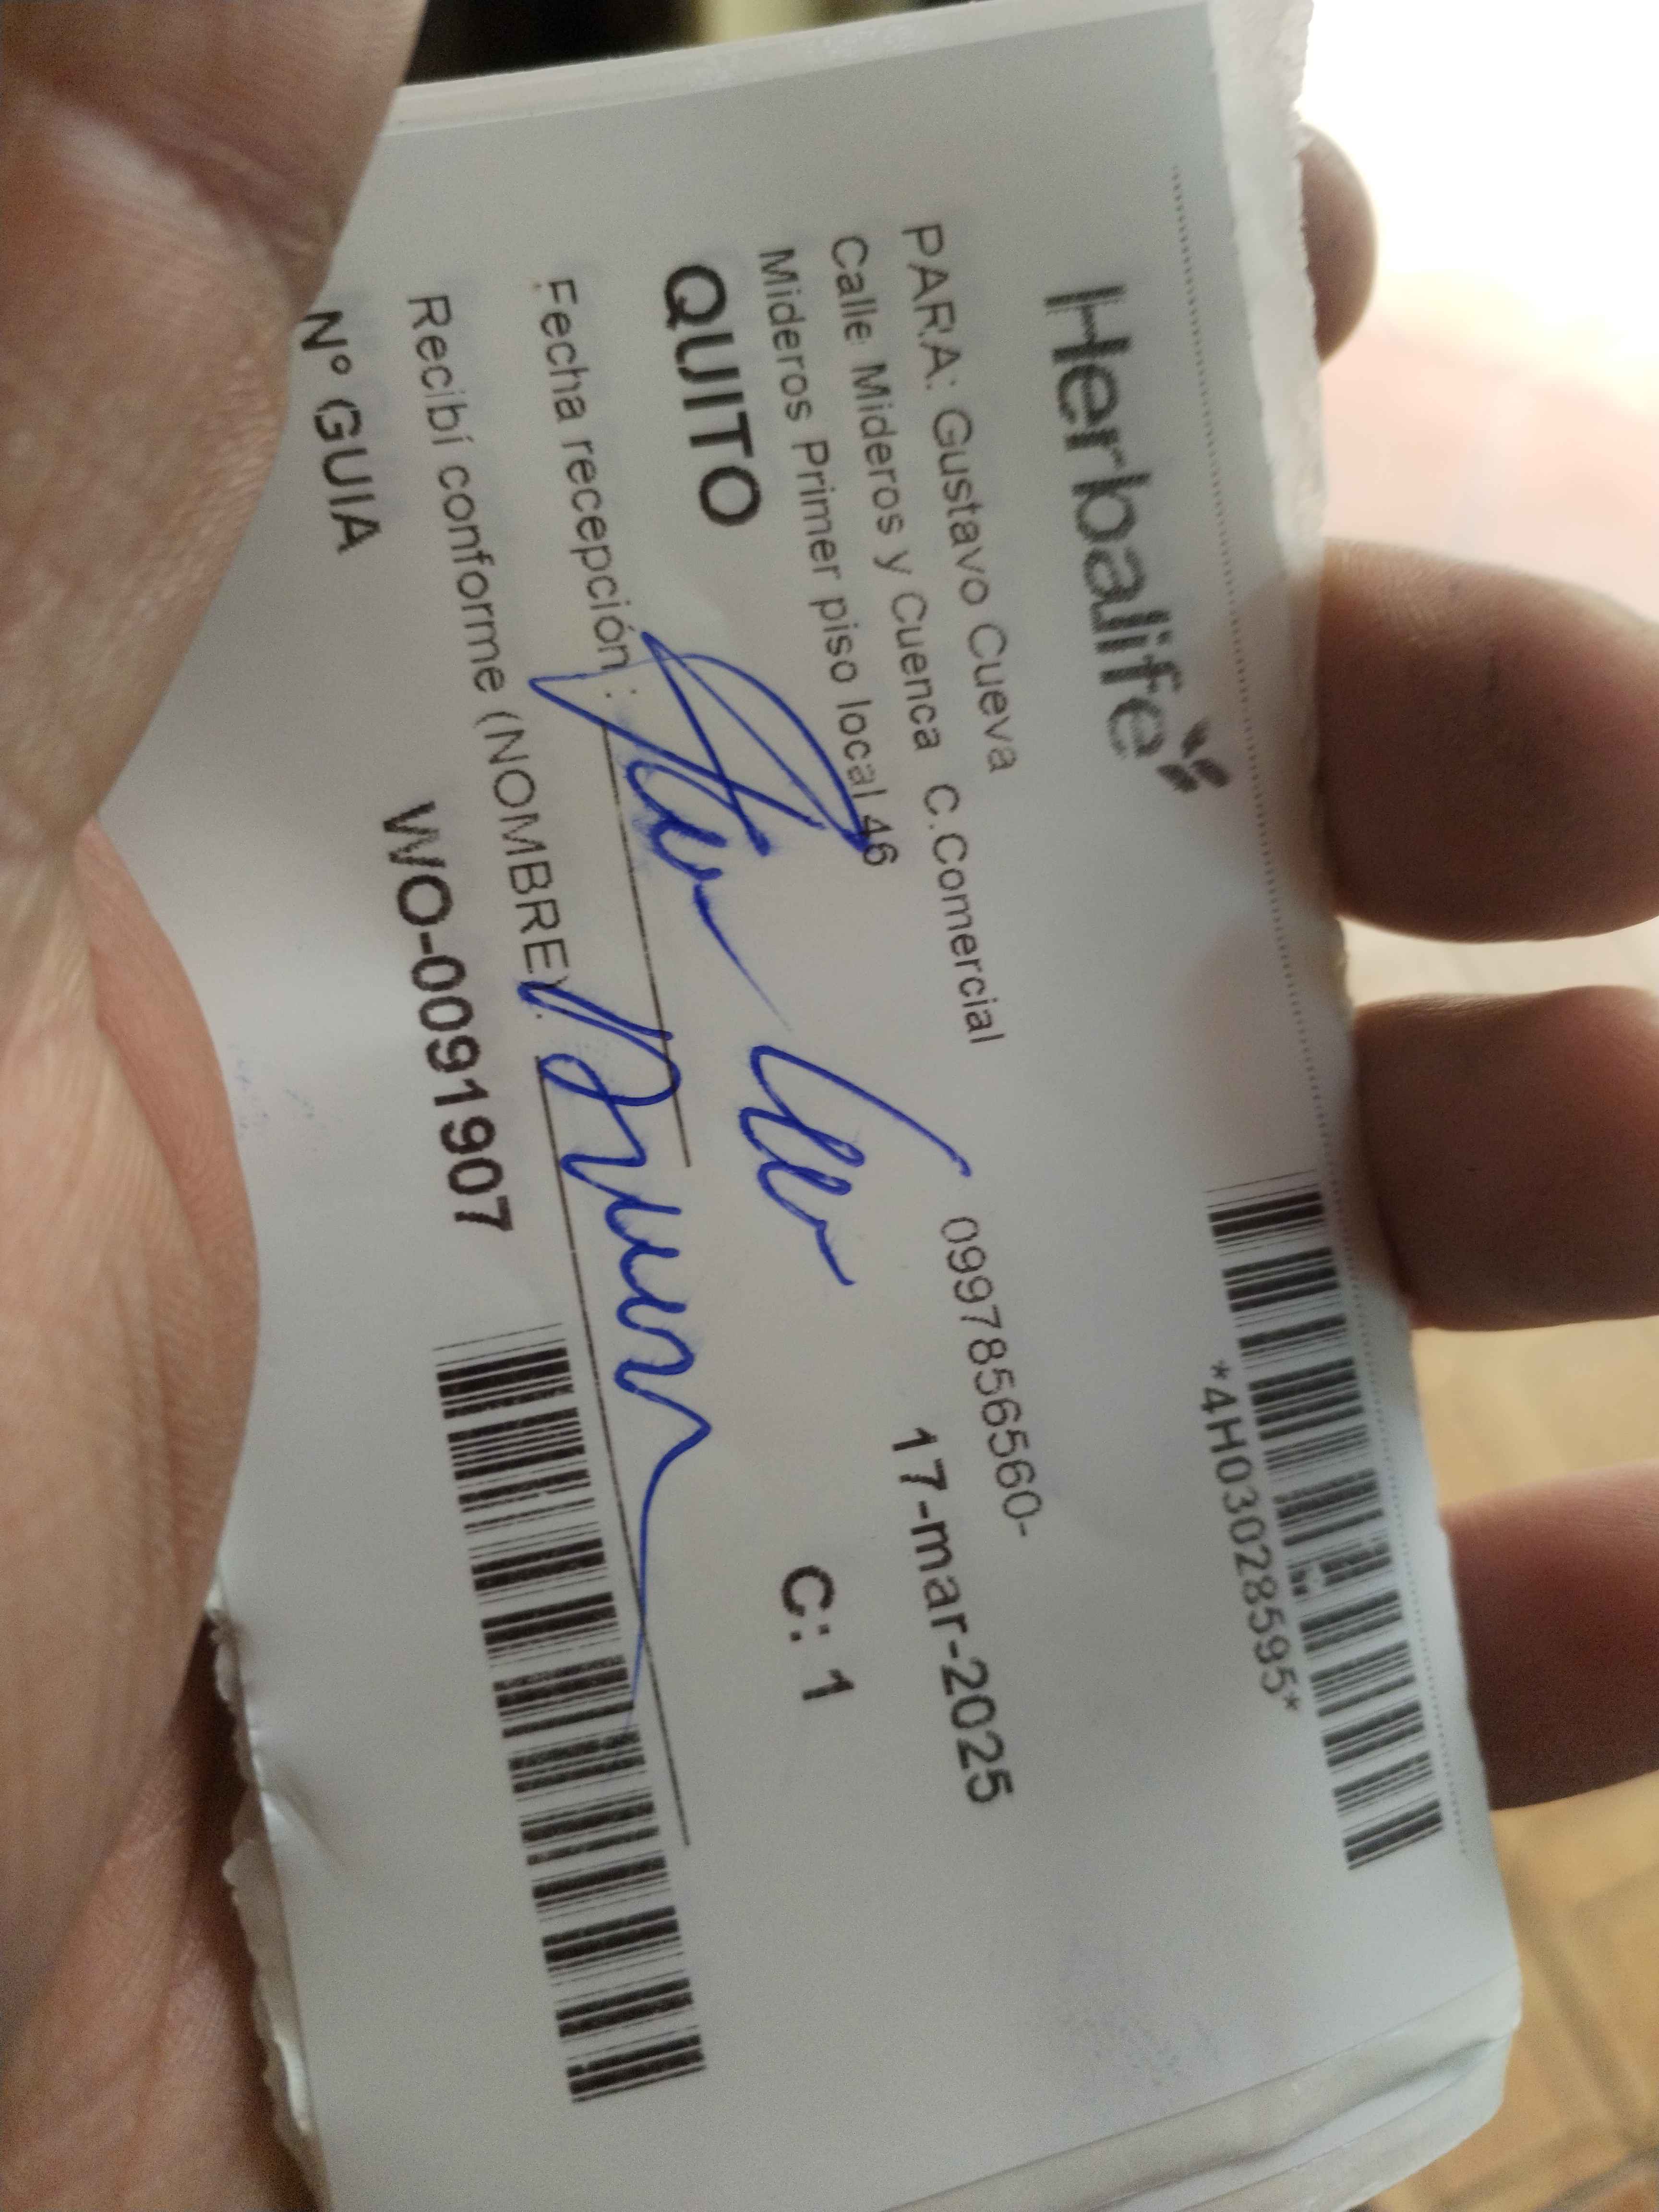 Herbalife
*4H03028595*
PARA: Gustavo Cueva
Calle Mideros y Cuenca C.Comercial 0997856560-
Mideros Primer piso local 46
17-mar-2025
QUITO
C: 1
Fecha recepción :
Recibí conforme (NOMBRE):
Nº GUIA WO-0091907